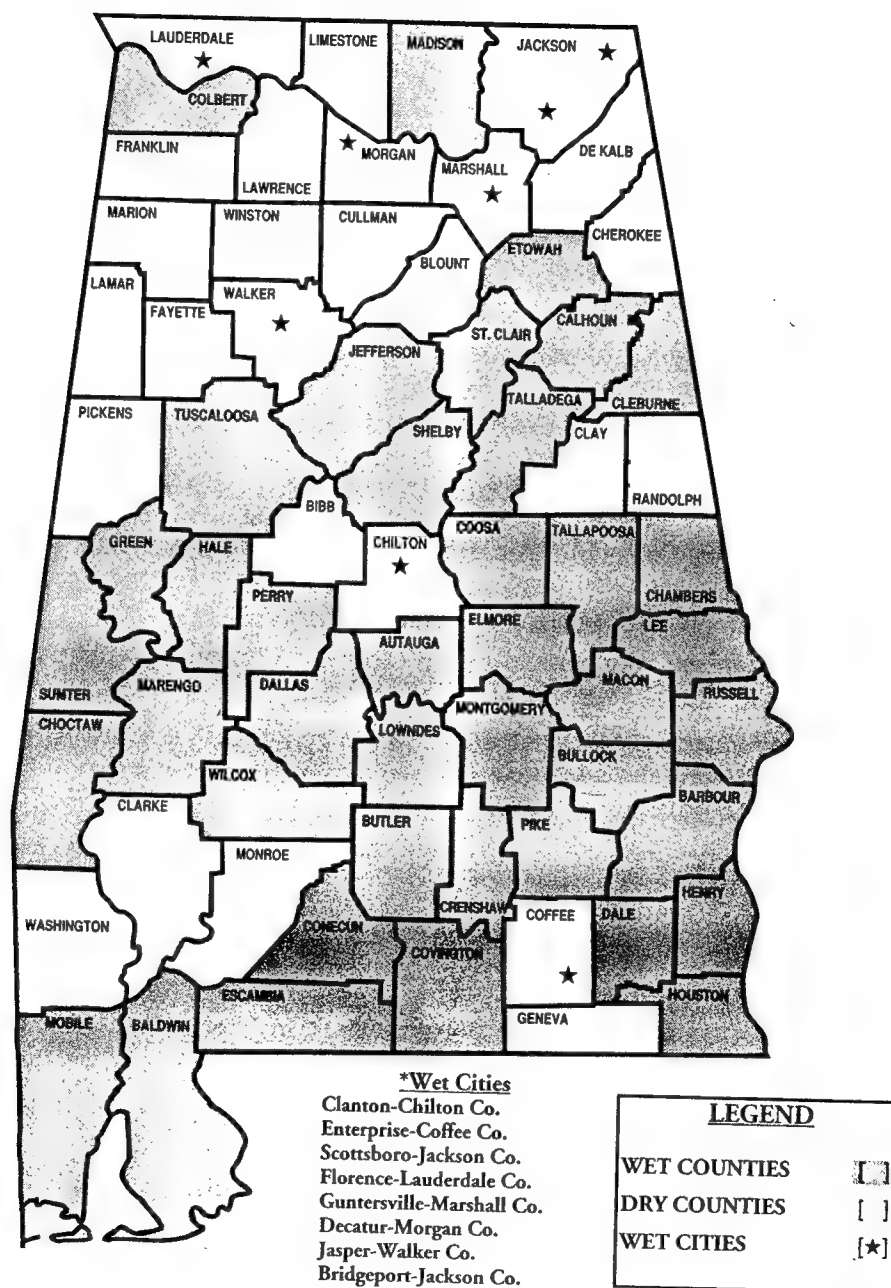 LAUDERDALE
LIMESTONE
MADISON
JACKSON
COLBERT
FRANKLIN
LAWRENCE
MORGAN
MARSHALL
DE KALB
MARION
WINSTON
CULLMAN
BLOUNT
ETOWAH
CHEROKEE
LAMAR
FAYETTE
WALKER
JEFFERSON
ST. CLAIR
CALHOUN
CLEBURNE
PICKENS
TUSCALOOSA
SHELBY
TALLADEGA
CLAY
RANDOLPH
BIBB
GREEN
HALE
CHILTON
COOSA
TALLAPOOSA
CHAMBERS
PERRY
AUTAUGA
ELMORE
LEE
SUMTER
MARENGO
DALLAS
MACON
RUSSELL
CHOCTAW
LOWNDES
MONTGOMERY
BULLOCK
WILCOX
BARBOUR
CLARKE
BUTLER
PIKE
MONROE
CRENSHAW
COFFEE
DALE
HENRY
WASHINGTON
CONECUH
COVINGTON
ESCAMBIA
HOUSTON
MOBILE
BALDWIN
GENEVA
*Wet Cities
Clanton-Chilton Co.
Enterprise-Coffee Co.
Scottsboro-Jackson Co.
Florence-Lauderdale Co.
Guntersville-Marshall Co.
Decatur-Morgan Co.
Jasper-Walker Co.
Bridgeport-Jackson Co.
LEGEND
WET COUNTIES [ ]
DRY COUNTIES [ ]
WET CITIES [★]